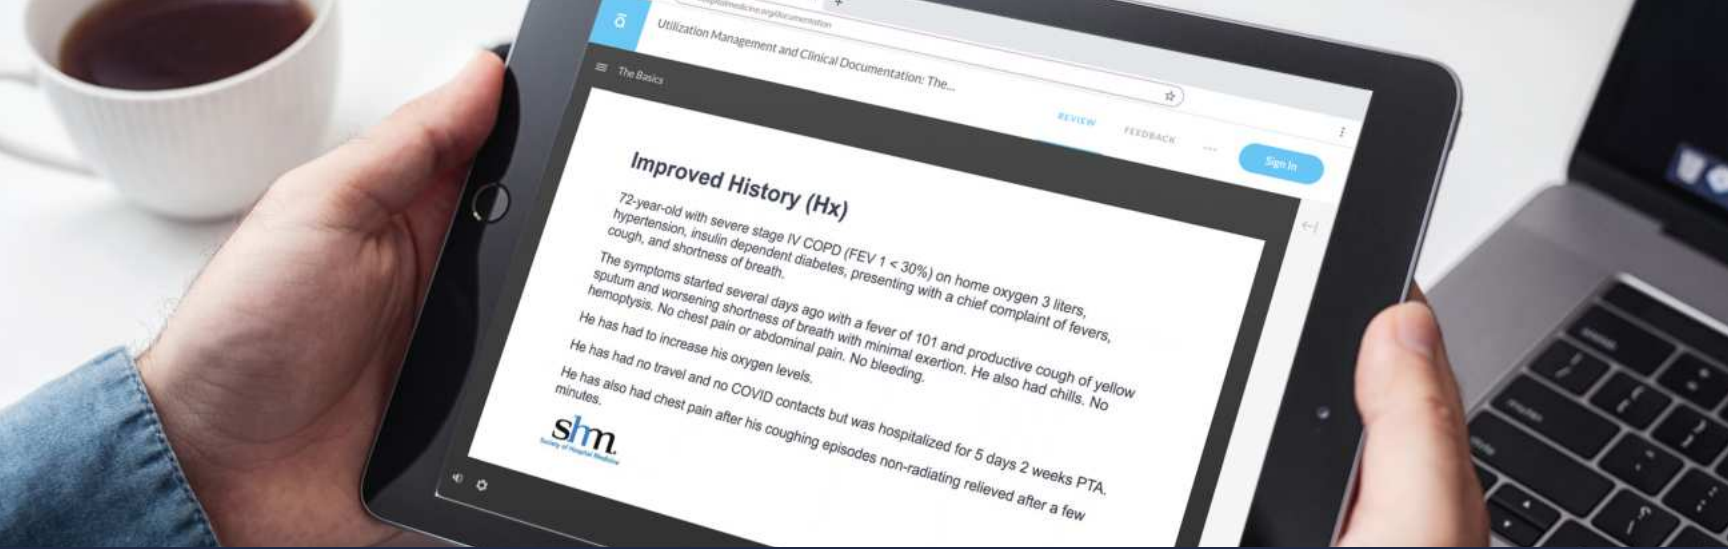 Utilization Management and Clinical Documentation: The...
The Basics
REVIEW
FEEDBACK
...
Sign In
Improved History (Hx)
72-year-old with severe stage IV COPD (FEV 1 < 30%) on home oxygen 3 liters,
hypertension, insulin dependent diabetes, presenting with a chief complaint of fevers,
cough, and shortness of breath.
The symptoms started several days ago with a fever of 101 and productive cough of yellow
sputum and worsening shortness of breath with minimal exertion. He also had chills. No
hemoptysis. No chest pain or abdominal pain. No bleeding.
He has had to increase his oxygen levels.
He has had no travel and no COVID contacts but was hospitalized for 5 days 2 weeks PTA.
He has also had chest pain after his coughing episodes non-radiating relieved after a few
minutes.
shm.
Society of Hospital Medicine